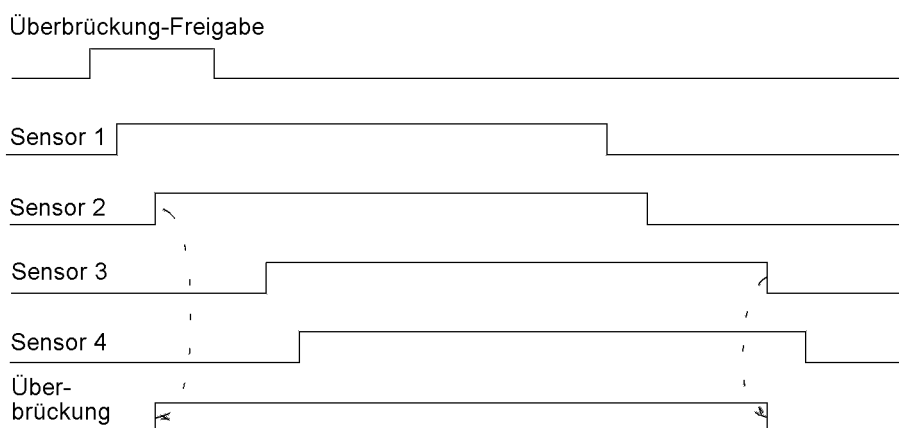 Überbrückung-Freigabe
Sensor 1
Sensor 2
Sensor 3
Sensor 4
Über-
brückung